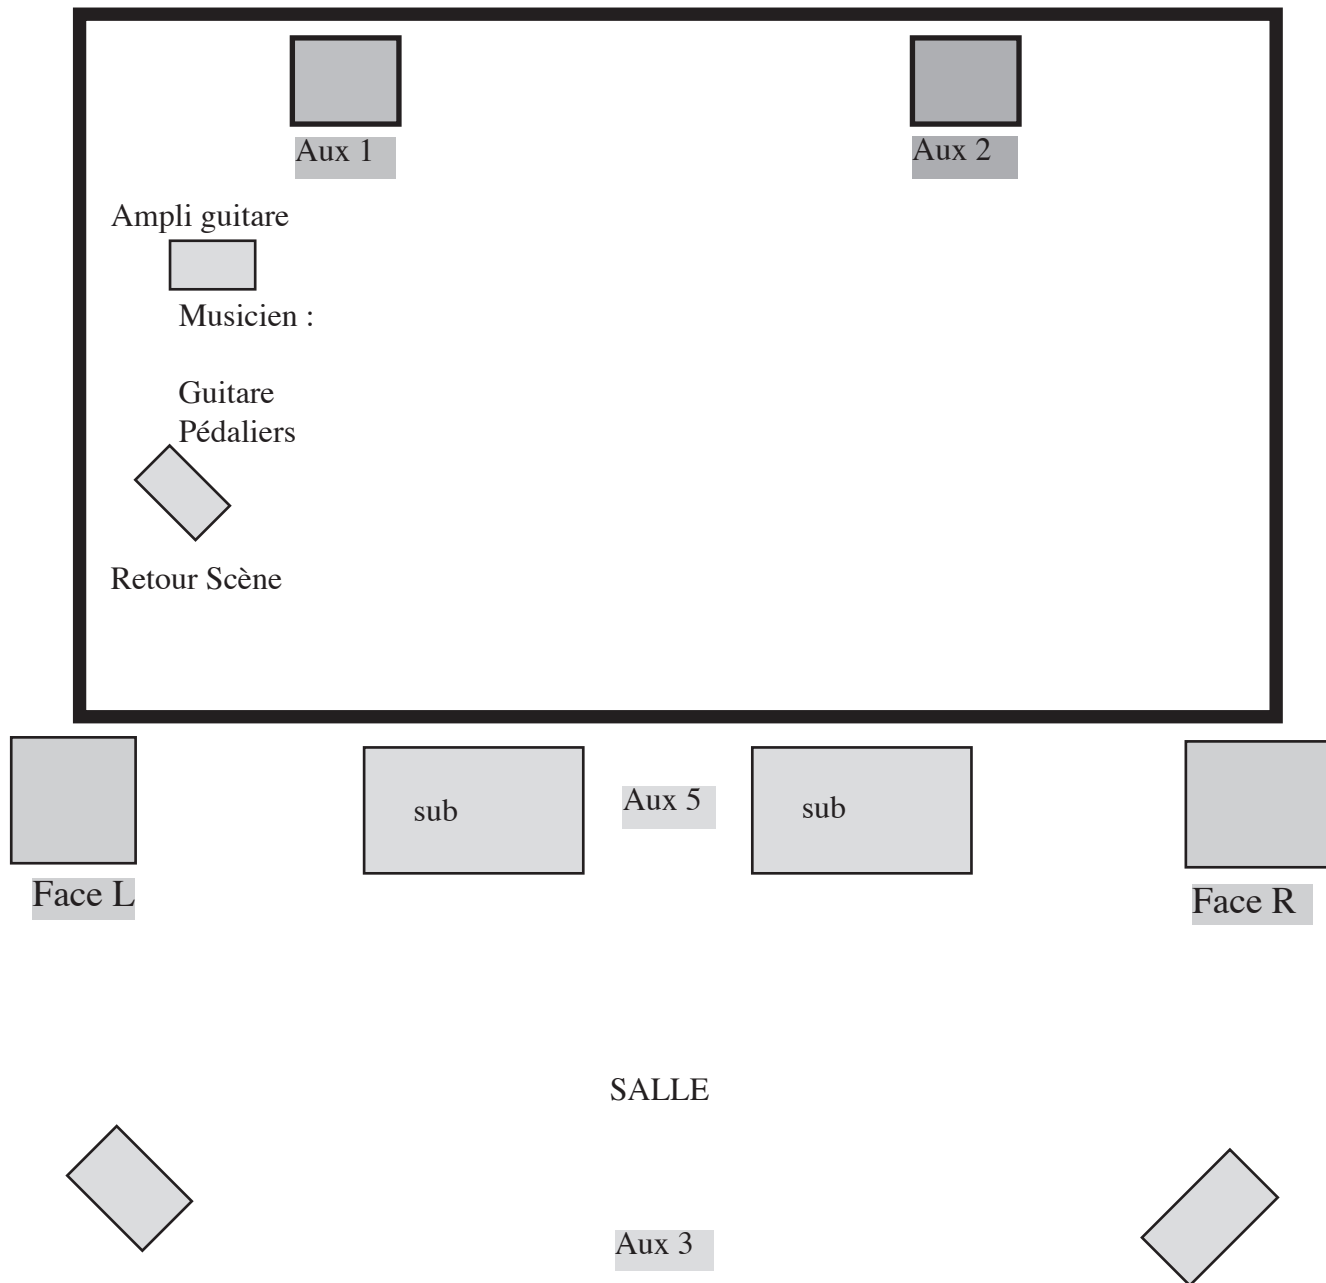 Aux 1
Aux 2
Ampli guitare
Musicien :
Guitare
Pédaliers
Retour Scène
sub
Aux 5
sub
Face L
Face R
SALLE
Aux 3